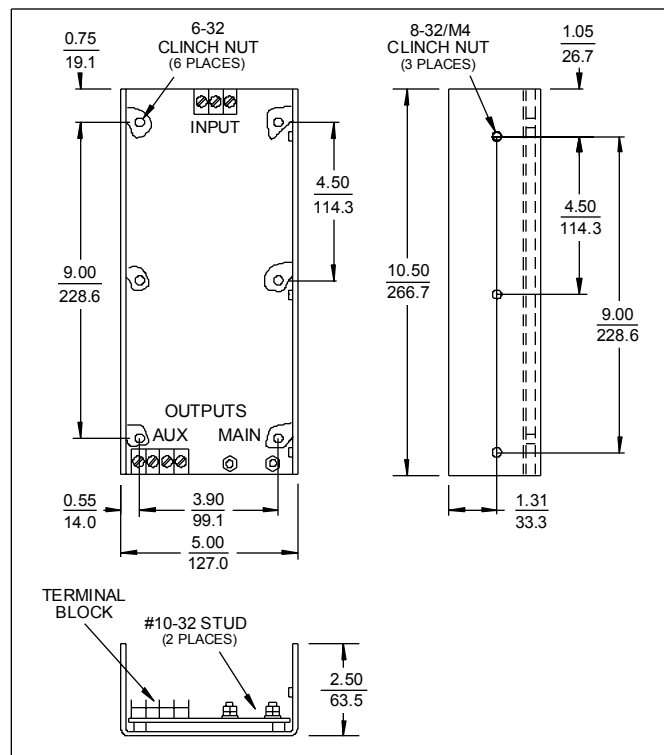 0.75
19.1
6-32
CLINCH NUT
(6 PLACES)
INPUT
4.50
114.3
9.00
228.6
OUTPUTS
AUX MAIN
0.55
14.0
3.90
99.1
5.00
127.0
8-32/M4
CLINCH NUT
(3 PLACES)
1.05
26.7
4.50
114.3
10.50
266.7
9.00
228.6
1.31
33.3
TERMINAL
BLOCK
#10-32 STUD
(2 PLACES)
2.50
63.5